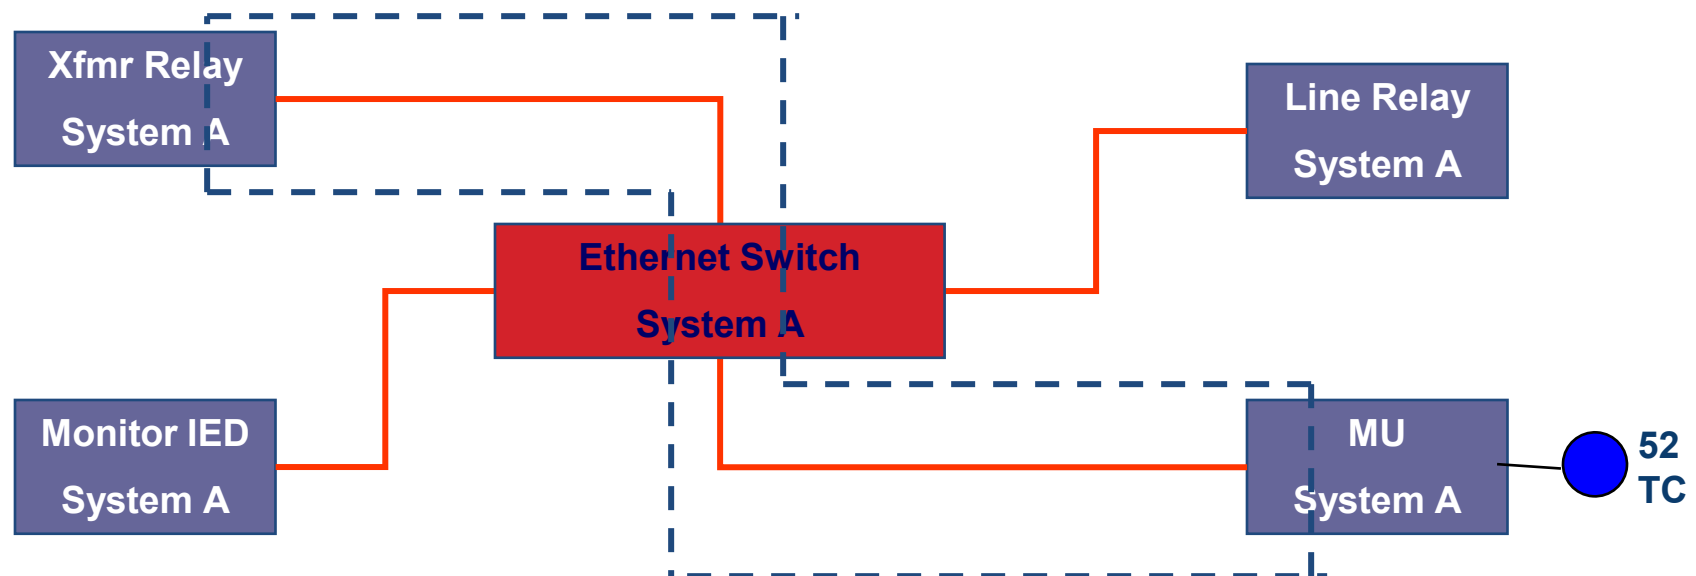 Xfmr Relay
System A
Line Relay
System A
Ethernet Switch
System A
Monitor IED
System A
MU
System A
52
TC